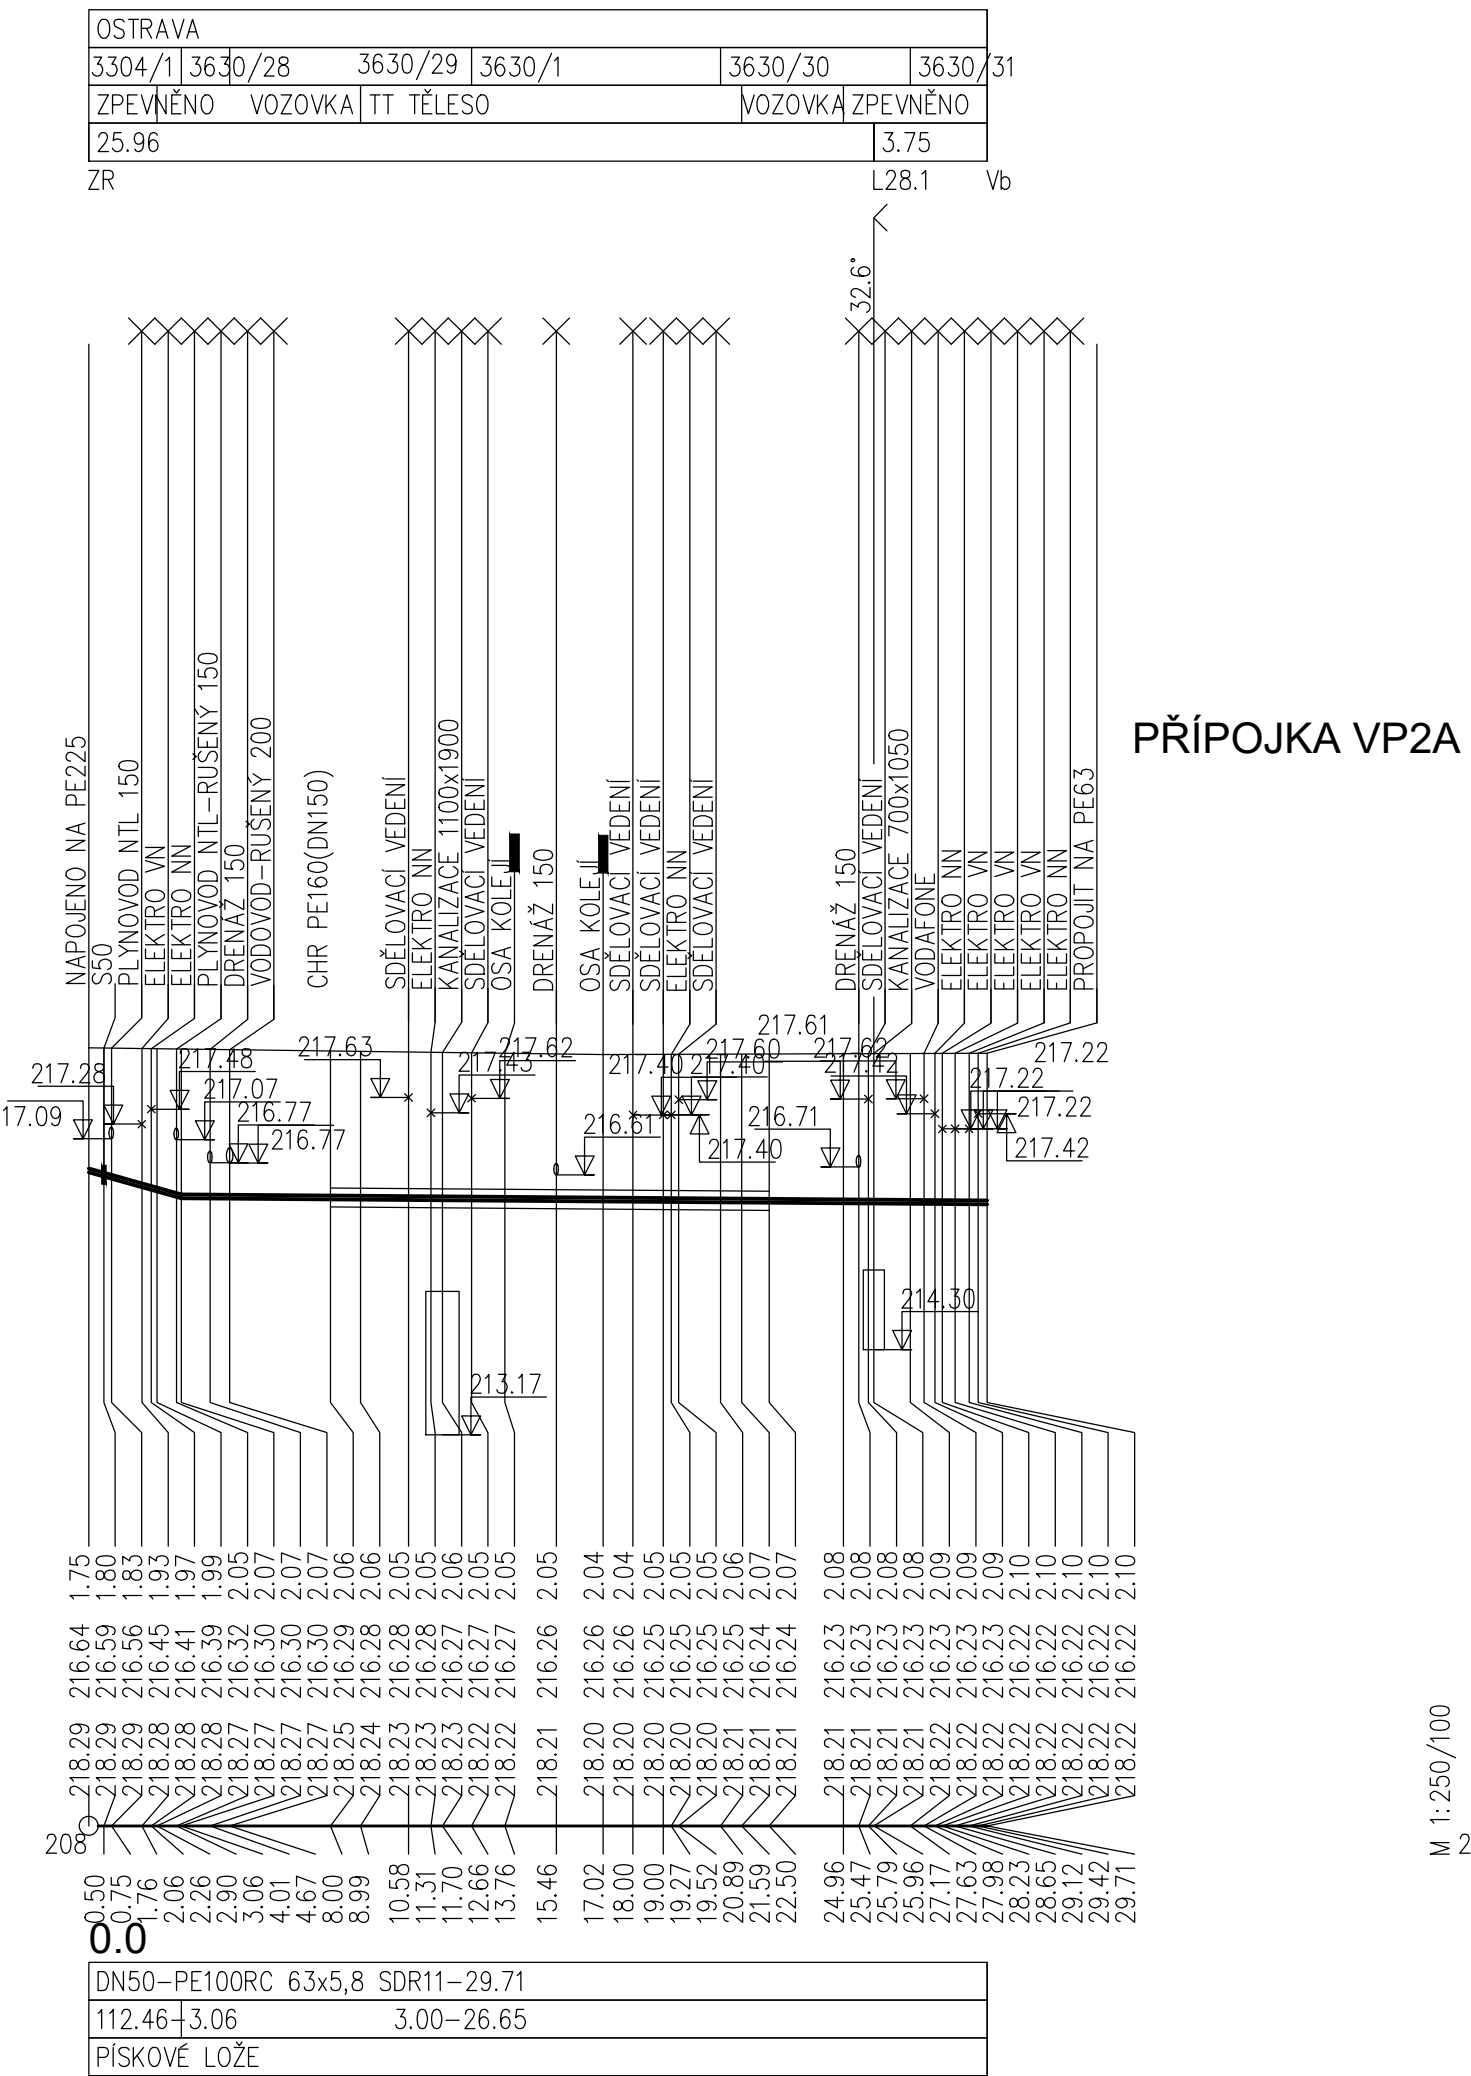 OSTRAVA
3304/1 3630/28 3630/29 3630/1 3630/30 3630/31
ZPEVNĚNO VOZOVKA TT TĚLESO VOZOVKA ZPEVNĚNO
25.96 3.75
ZR L28.1 Vb
32.6°
NAPOJENO NA PE225
S50
PLYNOVOD NTL 150
ELEKTRO VN
ELEKTRO NN
PLYNOVOD NTL-RUŠENÝ 150
DRENÁŽ 150
VODOVOD-RUŠENÝ 200
CHR PE160(DN150)
SDĚLOVACÍ VEDENÍ
ELEKTRO NN
KANALIZACE 1100x1900
SDĚLOVACÍ VEDENÍ
OSA KOLEJÍ
DRENÁŽ 150
OSA KOLEJÍ
SDĚLOVACÍ VEDENÍ
SDĚLOVACÍ VEDENÍ
ELEKTRO NN
SDĚLOVACÍ VEDENÍ
DRENÁŽ 150
SDĚLOVACÍ VEDENÍ
KANALIZACE 700x1050
VODAFONE
ELEKTRO NN
ELEKTRO VN
ELEKTRO VN
ELEKTRO VN
ELEKTRO NN
PROPOJIT NA PE63
PŘÍPOJKA VP2A
217.61
217.63 217.62 217.60 217.62 217.22
217.48 217.43 217.40 217.40 217.42
217.28 217.07 217.22
17.09 216.77 216.61 216.71 217.22
216.77 217.40 217.42
214.30
213.17
1.75 1.80 1.83 1.93 1.97 1.99 2.05 2.07 2.07 2.07 2.06 2.06 2.05 2.05 2.06 2.05 2.05 2.05 2.04 2.04 2.05 2.05 2.05 2.06 2.07 2.07 2.08 2.08 2.08 2.08 2.09 2.09 2.09 2.10 2.10 2.10 2.10 2.10
216.64 216.59 216.56 216.45 216.41 216.39 216.32 216.30 216.30 216.30 216.29 216.28 216.28 216.28 216.27 216.27 216.27 216.26 216.26 216.26 216.25 216.25 216.25 216.25 216.24 216.24 216.23 216.23 216.23 216.23 216.23 216.23 216.23 216.22 216.22 216.22 216.22 216.22
218.29 218.29 218.29 218.28 218.28 218.28 218.27 218.27 218.27 218.27 218.25 218.24 218.23 218.23 218.23 218.22 218.22 218.21 218.20 218.20 218.20 218.20 218.20 218.21 218.21 218.21 218.21 218.21 218.21 218.21 218.22 218.22 218.22 218.22 218.22 218.22 218.22 218.22
208
0.50 0.75 1.76 2.06 2.26 2.90 3.06 4.01 4.67 8.00 8.99 10.58 11.31 11.70 12.66 13.76 15.46 17.02 18.00 19.00 19.27 19.52 20.89 21.59 22.50 24.96 25.47 25.79 25.96 27.17 27.63 27.98 28.23 28.65 29.12 29.42 29.71
0.0
M 1:250/100
2
DN50-PE100RC 63x5,8 SDR11-29.71
112.46-3.06 3.00-26.65
PÍSKOVÉ LOŽE